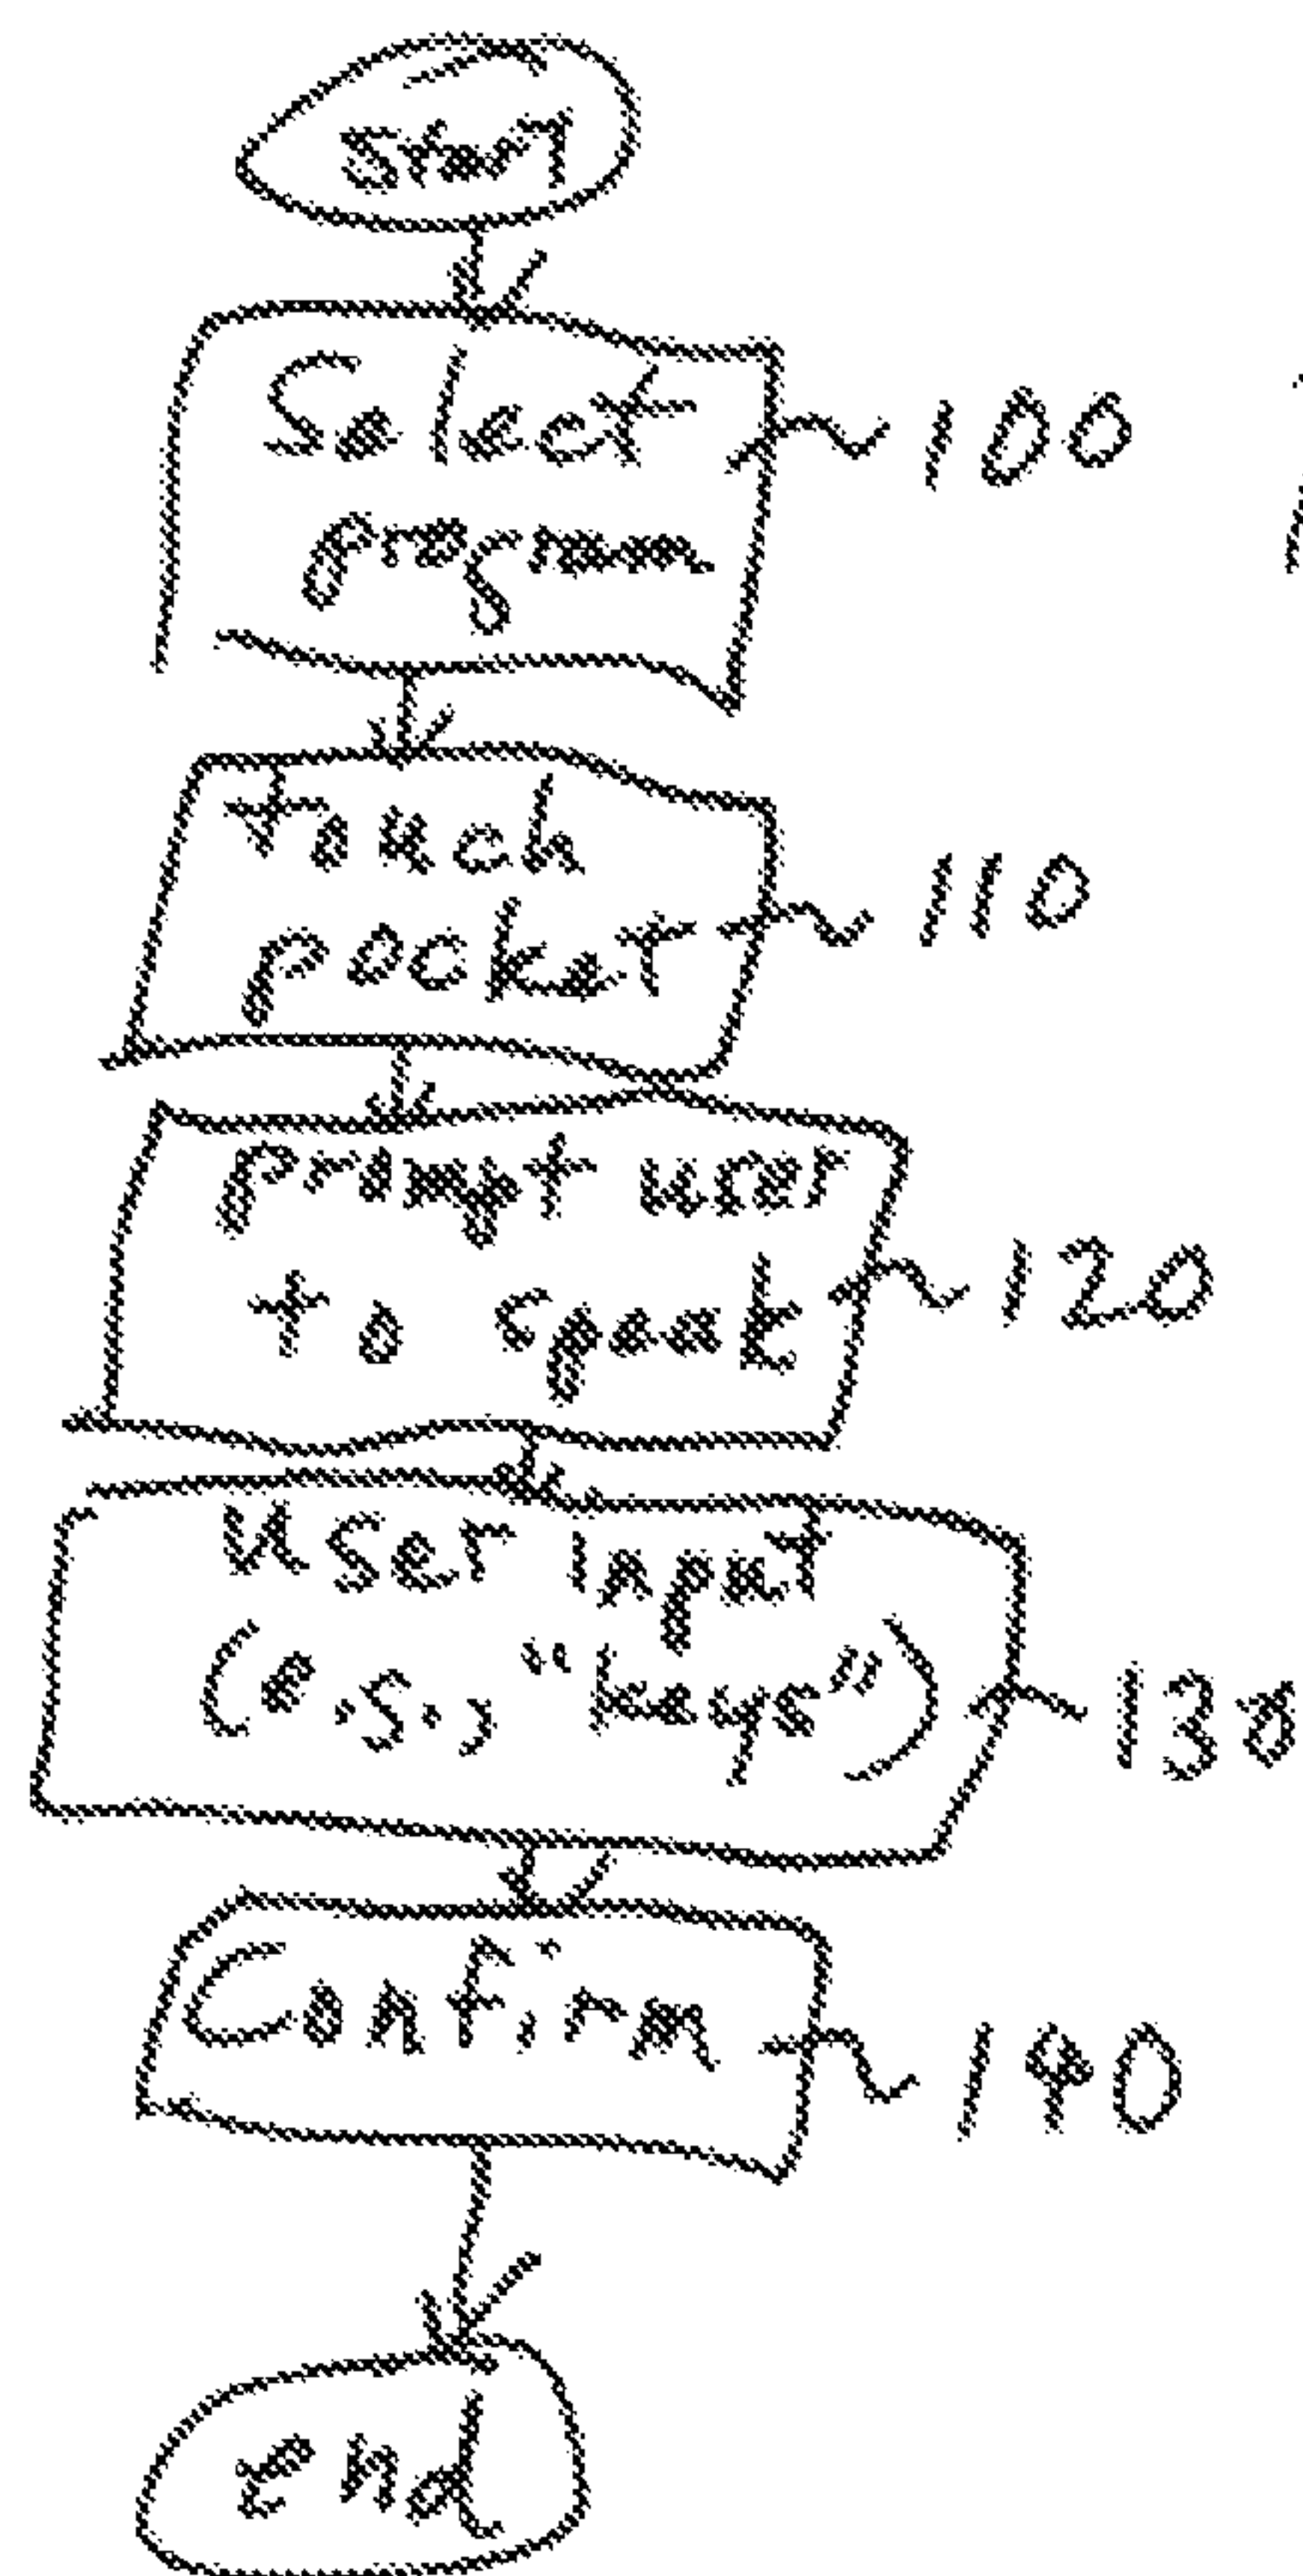 Start
Select
program
100
Touch
pocket
110
prompt user
to speak
120
User input
(e.g., "keys")
130
Confirm
140
End